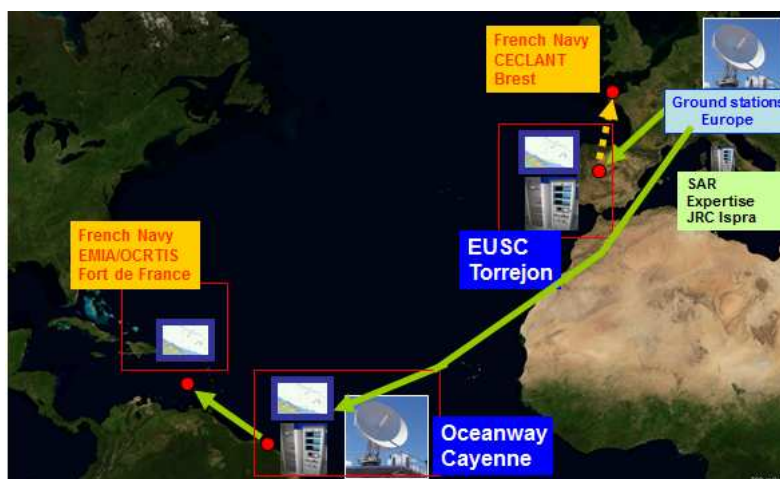 French Navy
CECLANT
Brest
Ground stations
Europe
SAR
Expertise
JRC Ispra
EUSC
Torrejon
French Navy
EMIA/OCRTIS
Fort de France
Oceanway
Cayenne